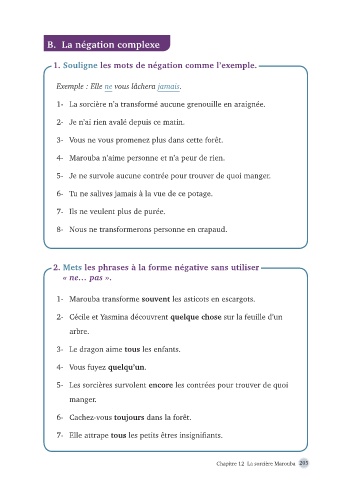 B. La négation complexe
1. Souligne les mots de négation comme l'exemple.
Exemple : Elle ne vous lâchera jamais.
1- La sorcière n'a transformé aucune grenouille en araignée.
2- Je n'ai rien avalé depuis ce matin.
3- Vous ne vous promenez plus dans cette forêt.
4- Marouba n'aime personne et n'a peur de rien.
5- Je ne survole aucune contrée pour trouver de quoi manger.
6- Tu ne salives jamais à la vue de ce potage.
7- Ils ne veulent plus de purée.
8- Nous ne transformerons personne en crapaud.
2. Mets les phrases à la forme négative sans utiliser
« ne… pas ».
1- Marouba transforme souvent les asticots en escargots.
2- Cécile et Yasmina découvrent quelque chose sur la feuille d'un
arbre.
3- Le dragon aime tous les enfants.
4- Vous fuyez quelqu'un.
5- Les sorcières survolent encore les contrées pour trouver de quoi
manger.
6- Cachez-vous toujours dans la forêt.
7- Elle attrape tous les petits êtres insignifiants.
Chapitre 12 La sorcière Marouba 205